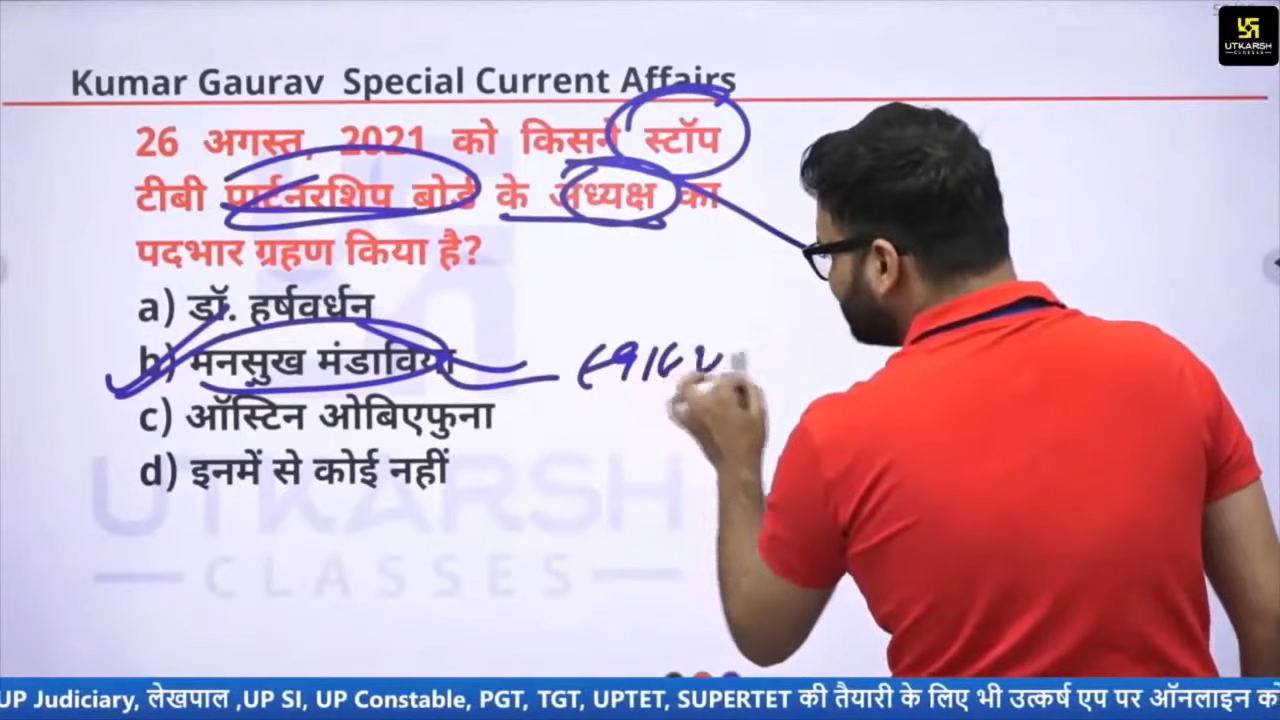 UTKARSH
CLASSES
Kumar Gaurav Special Current Affairs
26 अगस्त, 2021 को किसने स्टॉप
टीबी पार्टनरशिप बोर्ड के अध्यक्ष का
पदभार ग्रहण किया है?
a) डॉ. हर्षवर्धन
b) मनसुख मंडाविया
c) ऑस्टिन ओबिएफुना
d) इनमें से कोई नहीं
UTKARSH
CLASSES
UP Judiciary, लेखपाल ,UP SI, UP Constable, PGT, TGT, UPTET, SUPERTET की तैयारी के लिए भी उत्कर्ष एप पर ऑनलाइन